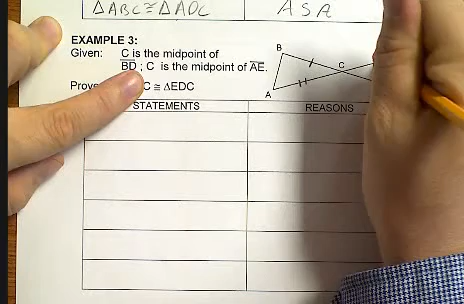 ΔABC≅ΔADC ASA
EXAMPLE 3:
Given: C is the midpoint of
BD ; C is the midpoint of AE.
C ≅ ΔEDC
B
C
A
STATEMENTS REASONS